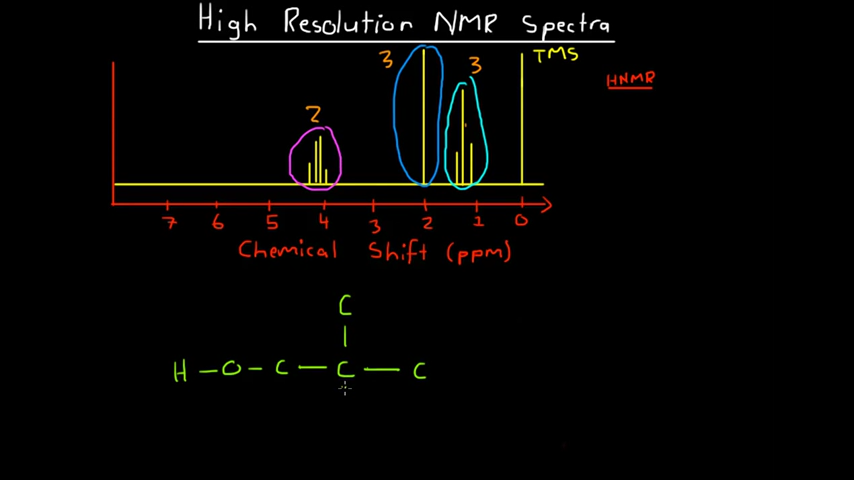 High Resolution NMR Spectra
3 3 TMS
HNMR
2
7 6 5 4 3 2 1 0
Chemical Shift (ppm)
C
H-O-C-C-C